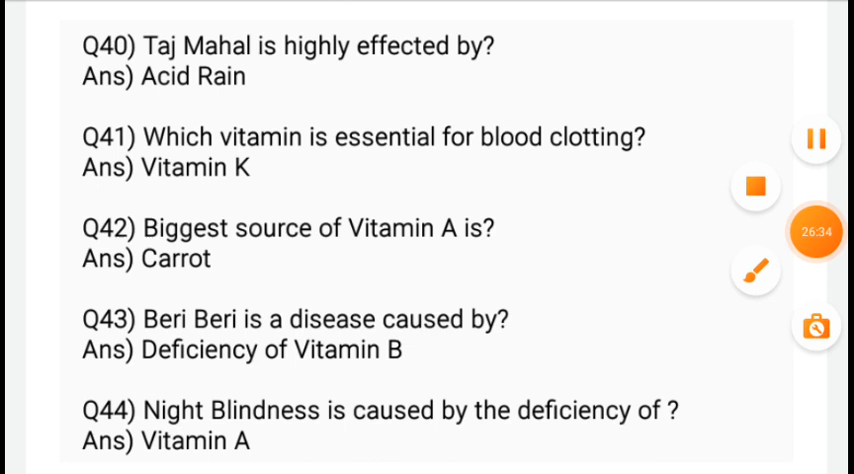 Q40) Taj Mahal is highly effected by?
Ans) Acid Rain
Q41) Which vitamin is essential for blood clotting?
Ans) Vitamin K
Q42) Biggest source of Vitamin A is?
Ans) Carrot
Q43) Beri Beri is a disease caused by?
Ans) Deficiency of Vitamin B
Q44) Night Blindness is caused by the deficiency of ?
Ans) Vitamin A
26:34